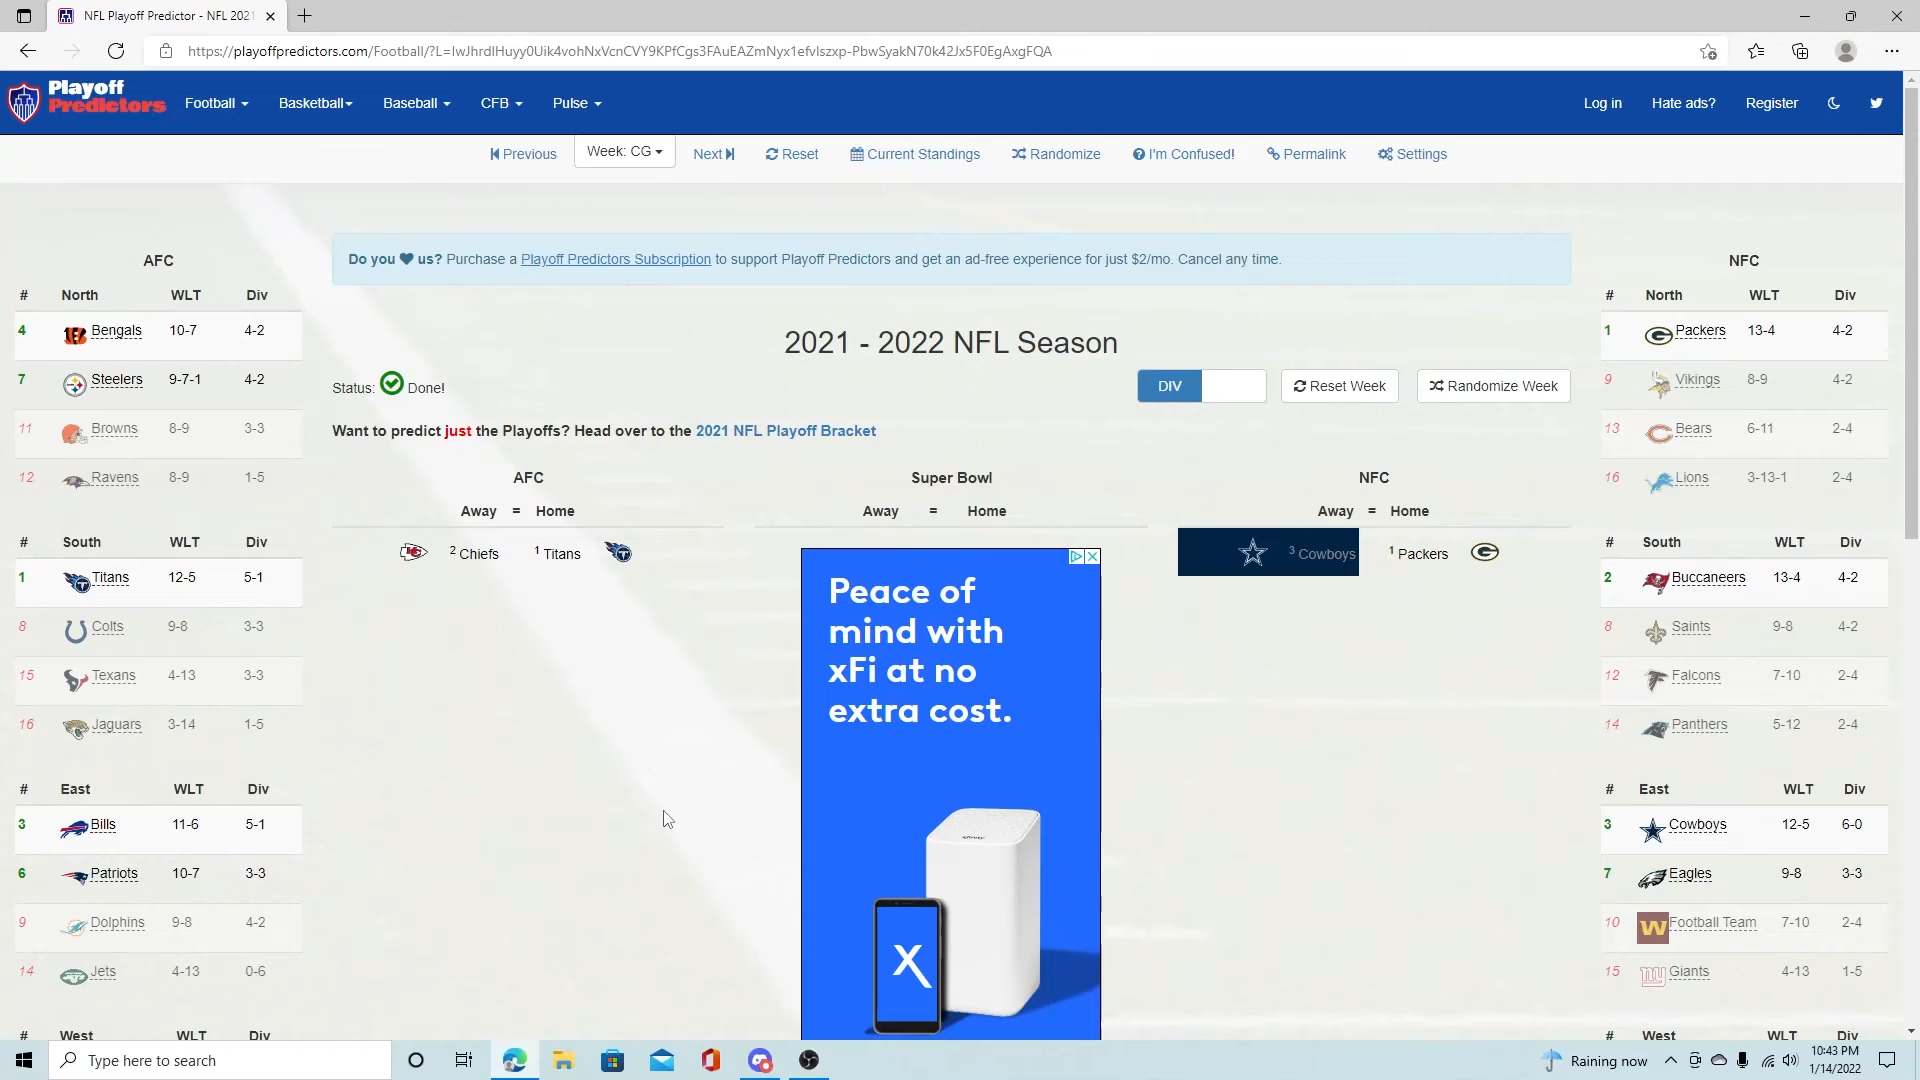 NFL Playoff Predictor - NFL 2021
https://playoffpredictors.com/Football/?L=IwJhrdIHuyy0Uik4vohNxVcnCVY9KPfCgs3FAuEAZmNyx1efvlszxp-PbwSyakN70k42Jx5F0EgAxgFQA
Playoff
Predictors
Football Basketball Baseball CFB Pulse Log in Hate ads? Register
Previous Week: CG Next Reset Current Standings Randomize I'm Confused! Permalink Settings
Do you ♥ us? Purchase a Playoff Predictors Subscription to support Playoff Predictors and get an ad-free experience for just $2/mo. Cancel any time.
AFC
# North WLT Div
4 Bengals 10-7 4-2
7 Steelers 9-7-1 4-2
11 Browns 8-9 3-3
12 Ravens 8-9 1-5
# South WLT Div
1 Titans 12-5 5-1
8 Colts 9-8 3-3
15 Texans 4-13 3-3
16 Jaguars 3-14 1-5
# East WLT Div
3 Bills 11-6 5-1
6 Patriots 10-7 3-3
9 Dolphins 9-8 4-2
14 Jets 4-13 0-6
# West WLT Div
2021 - 2022 NFL Season
Status: Done!
DIV Reset Week Randomize Week
Want to predict just the Playoffs? Head over to the 2021 NFL Playoff Bracket
AFC
Away = Home
2 Chiefs 1 Titans
Super Bowl
Away = Home
Peace of
mind with
xFi at no
extra cost.
xfinity
X
NFC
Away = Home
3 Cowboys 1 Packers
NFC
# North WLT Div
1 Packers 13-4 4-2
9 Vikings 8-9 4-2
13 Bears 6-11 2-4
16 Lions 3-13-1 2-4
# South WLT Div
2 Buccaneers 13-4 4-2
8 Saints 9-8 4-2
12 Falcons 7-10 2-4
14 Panthers 5-12 2-4
# East WLT Div
3 Cowboys 12-5 6-0
7 Eagles 9-8 3-3
10 Football Team 7-10 2-4
15 Giants 4-13 1-5
# West WLT Div
Type here to search
Raining now
10:43 PM
1/14/2022